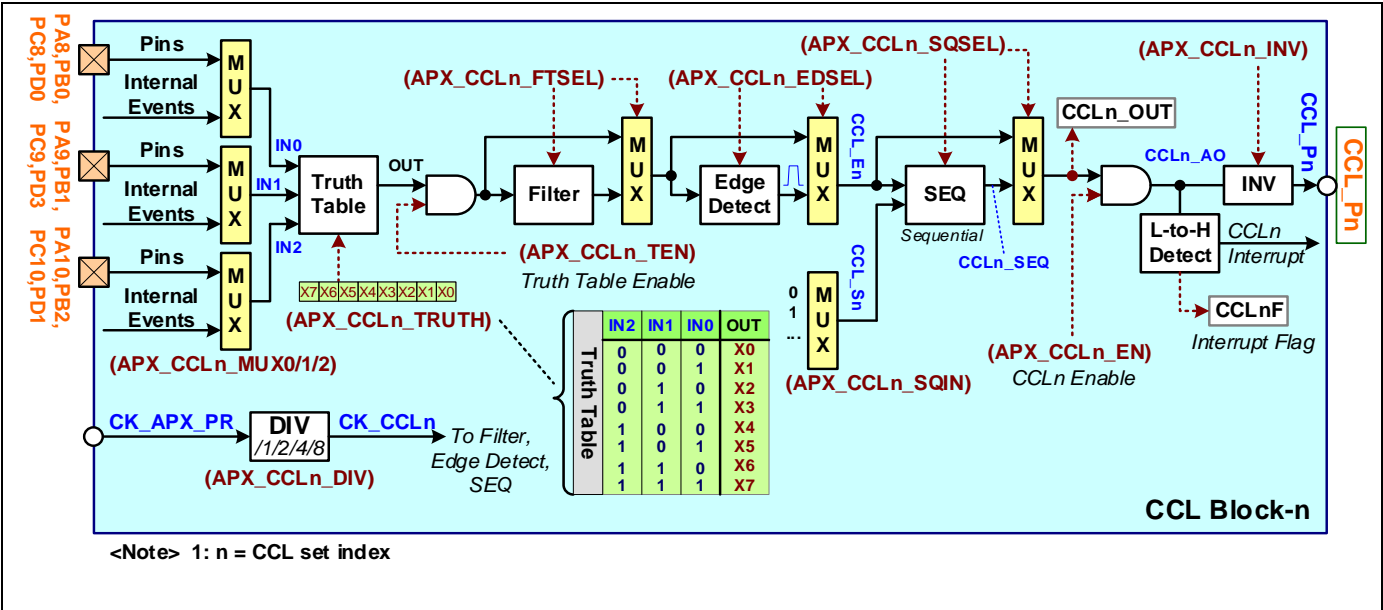 PA8,PB0,
PC8,PD0
PA9,PB1,
PC9,PD3
PA10,PB2,
PC10,PD1
Pins
Internal
Events
MUX
Pins
Internal
Events
MUX
Pins
Internal
Events
MUX
(APX_CCLn_MUX0/1/2)
IN0
IN1
IN2
Truth
Table
OUT
X7 X6 X5 X4 X3 X2 X1 X0
(APX_CCLn_TRUTH)
(APX_CCLn_TEN)
Truth Table Enable
(APX_CCLn_FTSEL)
Filter
MUX
(APX_CCLn_EDSEL)
Edge
Detect
MUX
CCL_En
CCL_Sn
(APX_CCLn_SQSEL)
SEQ
Sequential
CCLn_SEQ
MUX
0
1
...
MUX
(APX_CCLn_SQIN)
CCLn_OUT
(APX_CCLn_EN)
CCLn Enable
CCLn_AO
(APX_CCLn_INV)
INV
CCL_Pn
CCL_Pn
L-to-H
Detect
CCLn
Interrupt
CCLnF
Interrupt Flag
Truth Table
IN2 IN1 IN0 OUT
0 0 0 X0
0 0 1 X1
0 1 0 X2
0 1 1 X3
1 0 0 X4
1 0 1 X5
1 1 0 X6
1 1 1 X7
CK_APX_PR
DIV
/1/2/4/8
CK_CCLn
(APX_CCLn_DIV)
To Filter,
Edge Detect,
SEQ
CCL Block-n
<Note> 1: n = CCL set index